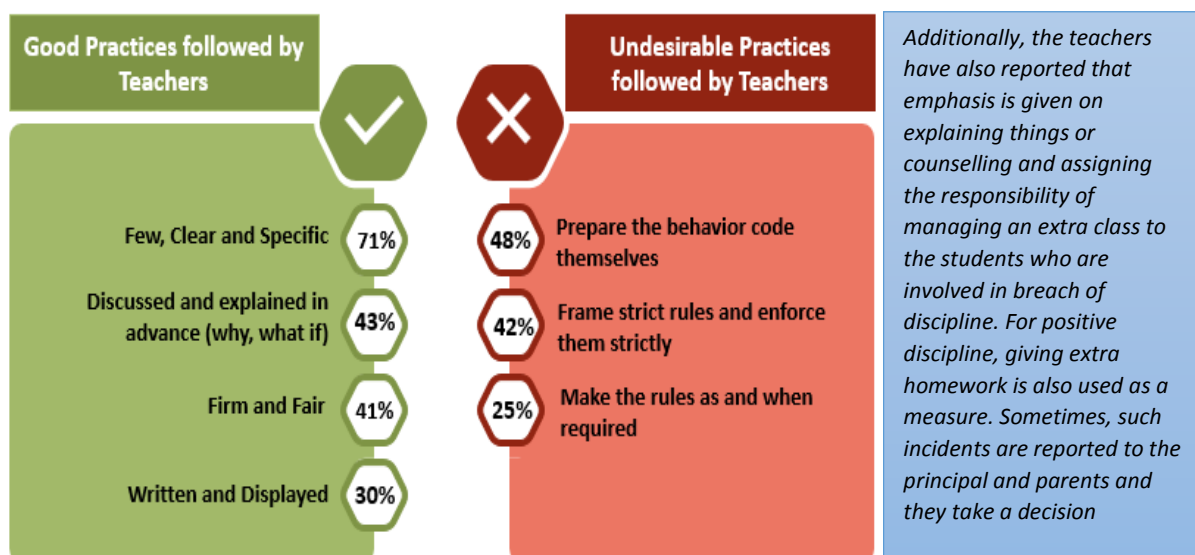 Good Practices followed by
Teachers
Few, Clear and Specific
71%
Discussed and explained in
advance (why, what if)
43%
Firm and Fair
41%
Written and Displayed
30%
Undesirable Practices
followed by Teachers
48%
Prepare the behavior code
themselves
42%
Frame strict rules and enforce
them strictly
25%
Make the rules as and when
required
Additionally, the teachers
have also reported that
emphasis is given on
explaining things or
counselling and assigning
the responsibility of
managing an extra class to
the students who are
involved in breach of
discipline. For positive
discipline, giving extra
homework is also used as a
measure. Sometimes, such
incidents are reported to the
principal and parents and
they take a decision